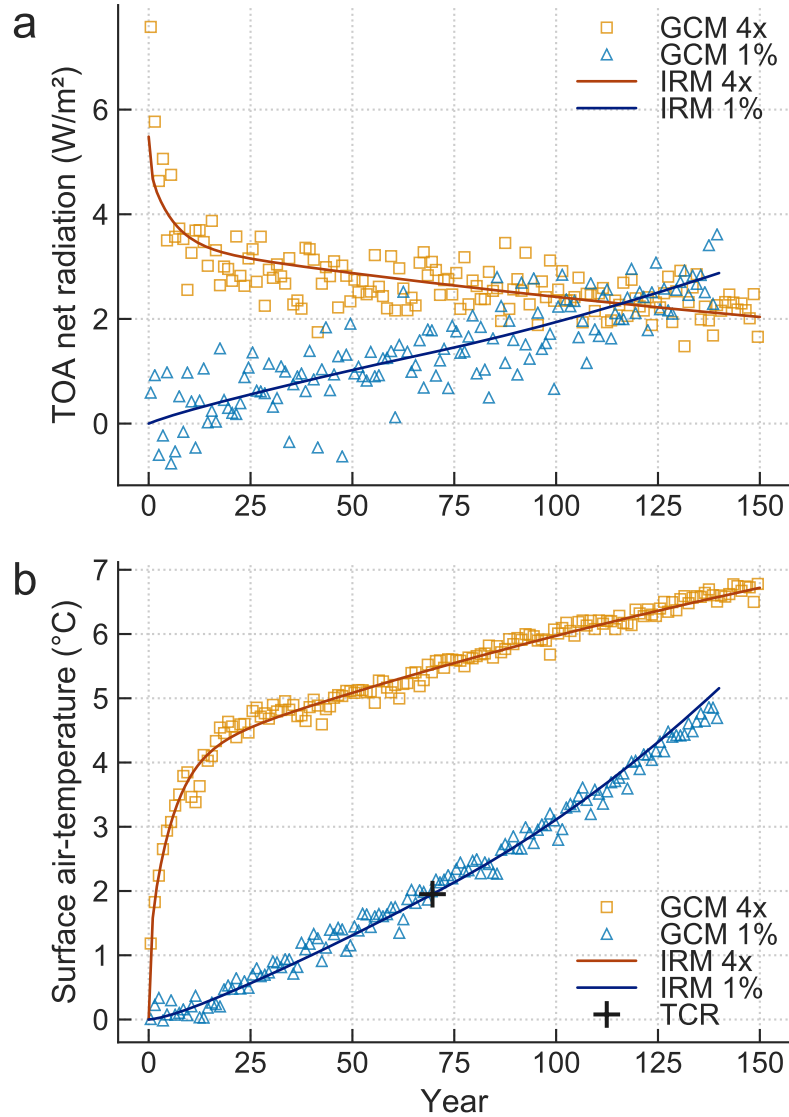 a
GCM 4x
GCM 1%
IRM 4x
IRM 1%
TOA net radiation (W/m²)
6
4
2
0
0 25 50 75 100 125 150
b
7
6
5
4
3
2
1
0
Surface air-temperature (°C)
GCM 4x
GCM 1%
IRM 4x
IRM 1%
TCR
0 25 50 75 100 125 150
Year